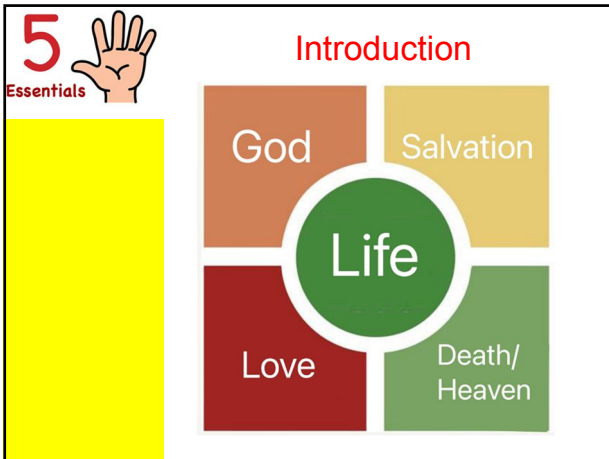 5
Essentials
Introduction
God
Salvation
Life
Love
Death/
Heaven